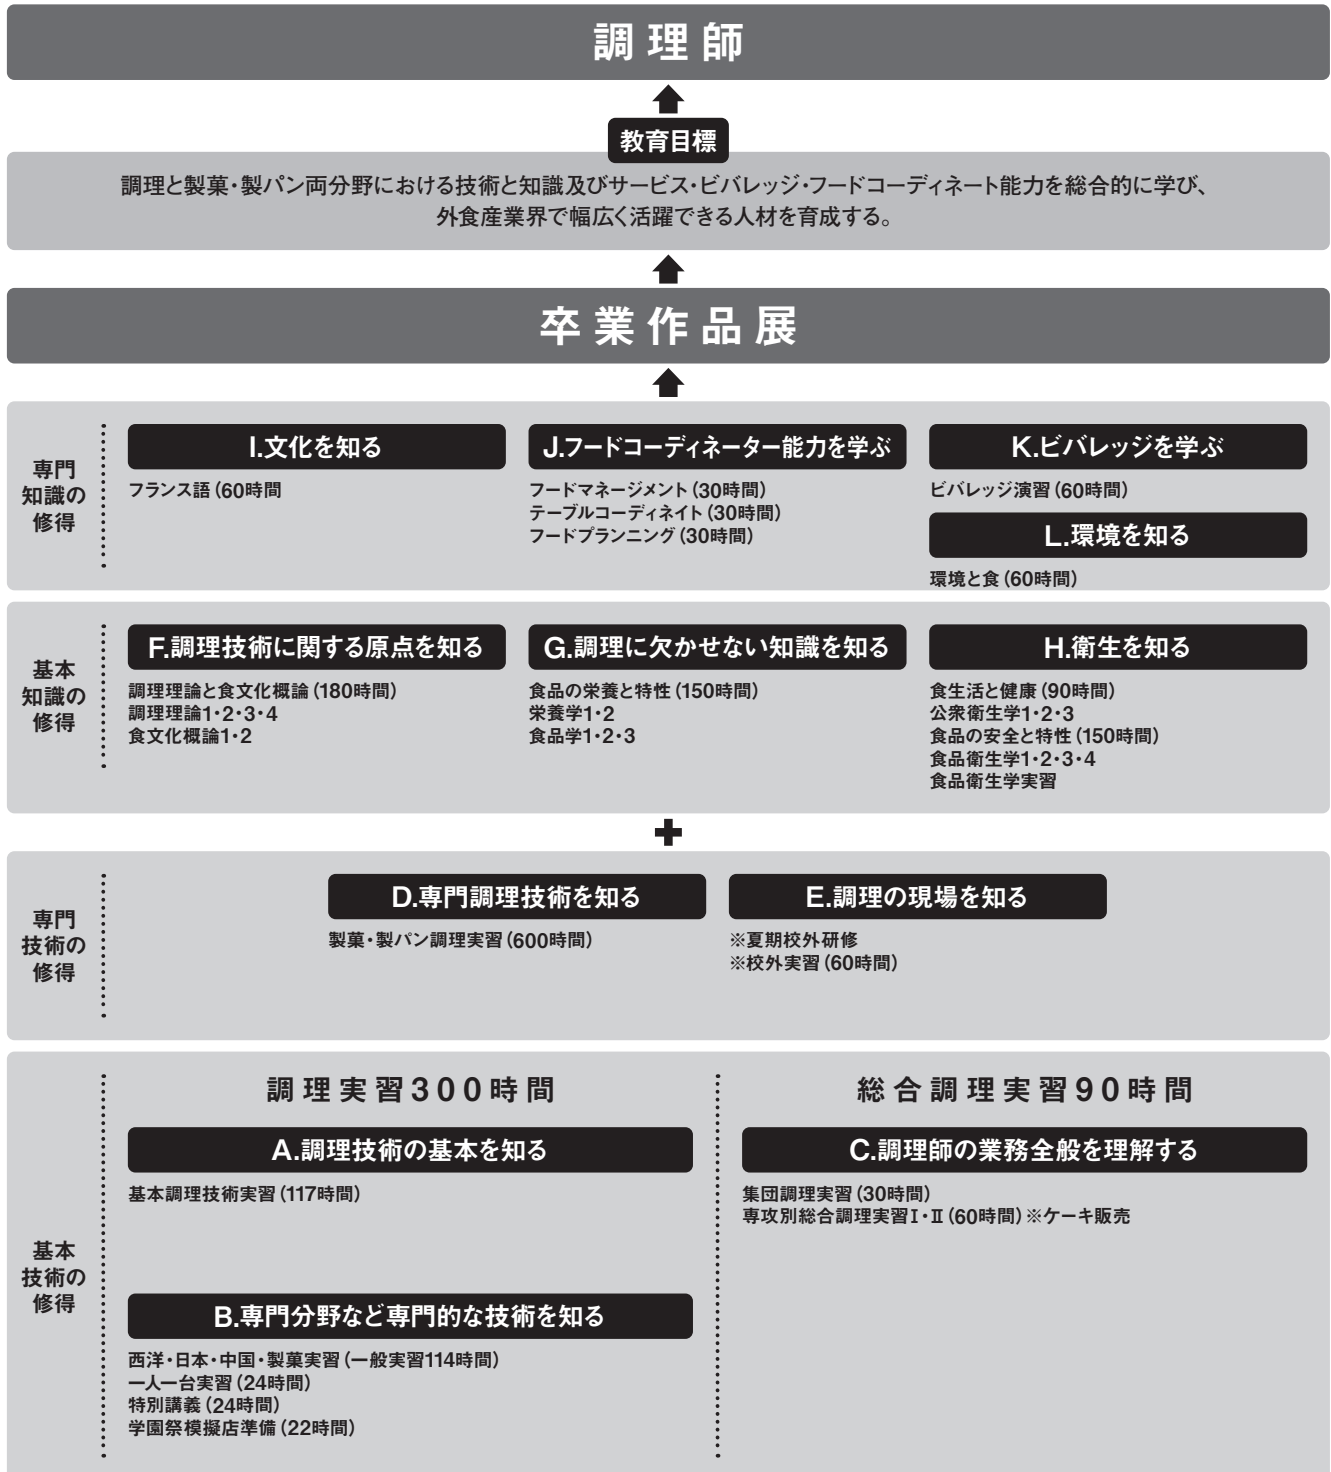 調理師
教育目標
調理と製菓・製パン両分野における技術と知識及びサービス・ビバレッジ・フードコーディネート能力を総合的に学び、
外食産業界で幅広く活躍できる人材を育成する。
卒業作品展
専門
知識の
修得
I.文化を知る
フランス語（60時間
J.フードコーディネーター能力を学ぶ
フードマネージメント（30時間）
テーブルコーディネイト（30時間）
フードプランニング（30時間）
K.ビバレッジを学ぶ
ビバレッジ演習（60時間）
L.環境を知る
環境と食（60時間）
基本
知識の
修得
F.調理技術に関する原点を知る
調理理論と食文化概論（180時間）
調理理論1・2・3・4
食文化概論1・2
G.調理に欠かせない知識を知る
食品の栄養と特性（150時間）
栄養学1・2
食品学1・2・3
H.衛生を知る
食生活と健康（90時間）
公衆衛生学1・2・3
食品の安全と特性（150時間）
食品衛生学1・2・3・4
食品衛生学実習
専門
技術の
修得
D.専門調理技術を知る
製菓・製パン調理実習（600時間）
E.調理の現場を知る
※夏期校外研修
※校外実習（60時間）
基本
技術の
修得
調理実習300時間
A.調理技術の基本を知る
基本調理技術実習（117時間）
B.専門分野など専門的な技術を知る
西洋・日本・中国・製菓実習（一般実習114時間）
一人一台実習（24時間）
特別講義（24時間）
学園祭模擬店準備（22時間）
総合調理実習90時間
C.調理師の業務全般を理解する
集団調理実習（30時間）
専攻別総合調理実習Ⅰ・Ⅱ（60時間）※ケーキ販売